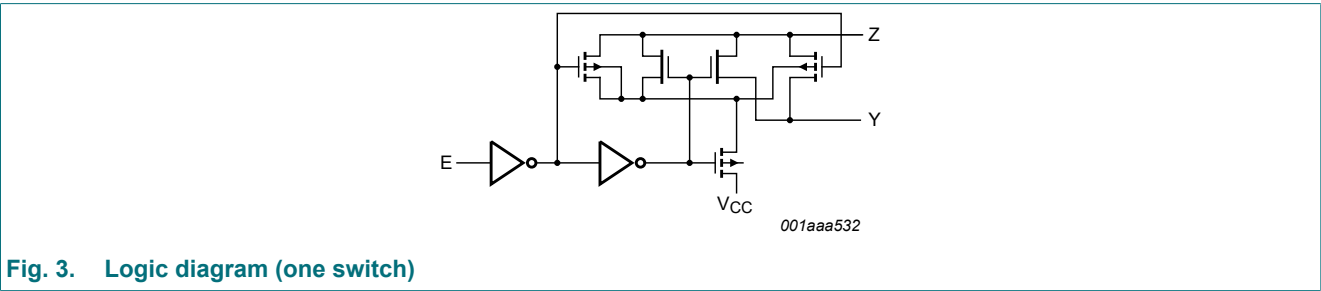 Z
Y
E
VCC
001aaa532
Fig. 3. Logic diagram (one switch)